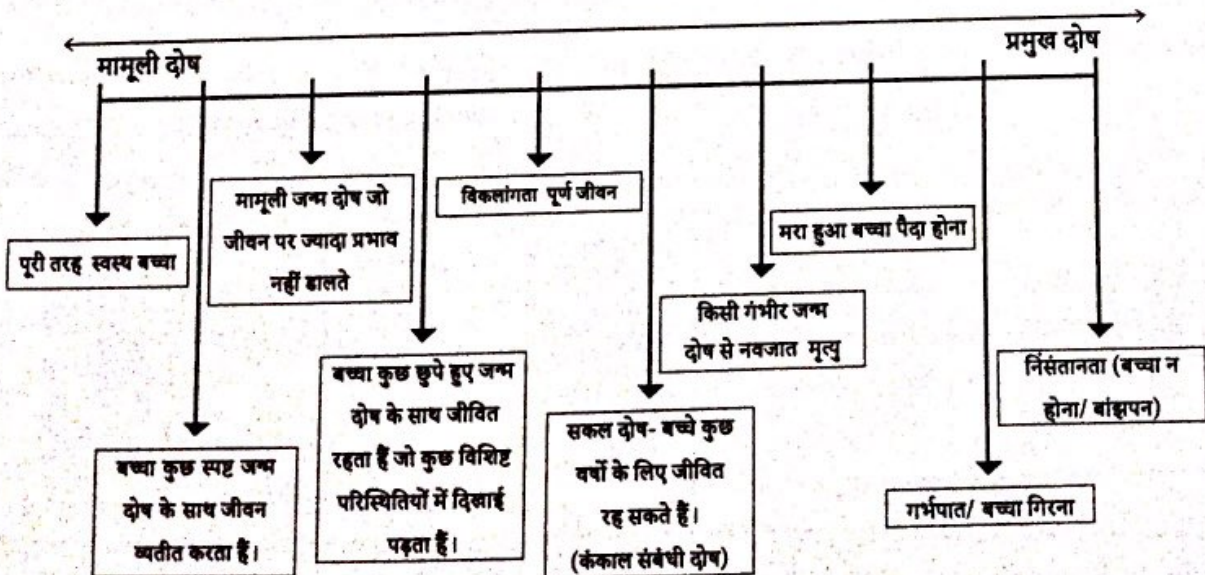 मामूली दोष
प्रमुख दोष
पूरी तरह स्वस्थ बच्चा
बच्चा कुछ स्पष्ट जन्म
दोष के साथ जीवन
व्यतीत करता हैं।
मामूली जन्म दोष जो
जीवन पर ज्यादा प्रभाव
नहीं डालते
बच्चा कुछ छुपे हुए जन्म
दोष के साथ जीवित
रहता हैं जो कुछ विशिष्ट
परिस्थितियों में दिखाई
पड़ता हैं।
विकलांगता पूर्ण जीवन
सकल दोष- बच्चे कुछ
वर्षो के लिए जीवित
रह सकते हैं।
(कंकाल संबंधी दोष)
किसी गंभीर जन्म
दोष से नवजात मृत्यु
मरा हुआ बच्चा पैदा होना
गर्भपात/ बच्चा गिरना
निसंतानता (बच्चा न
होना/ बांझपन)